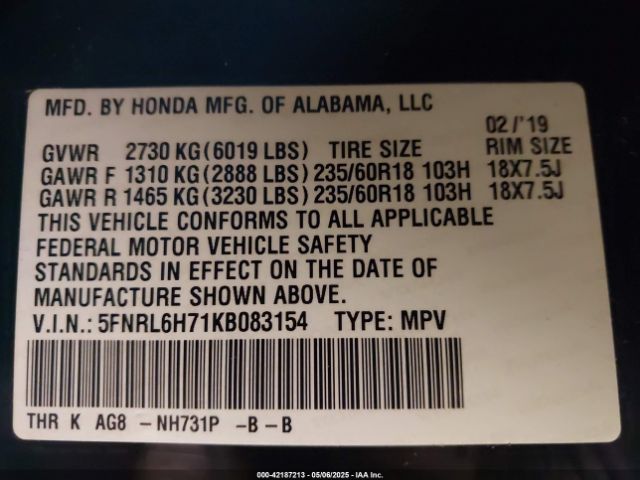 MFD. BY HONDA MFG. OF ALABAMA, LLC
02/'19
GVWR 2730 KG(6019 LBS) TIRE SIZE RIM SIZE
GAWR F 1310 KG(2888 LBS)235/60R18 103H 18X7.5J
GAWR R 1465 KG(3230 LBS)235/60R18 103H 18X7.5J
THIS VEHICLE CONFORMS TO ALL APPLICABLE
FEDERAL MOTOR VEHICLE SAFETY
STANDARDS IN EFFECT ON THE DATE OF
MANUFACTURE SHOWN ABOVE.
V.I.N.: 5FNRL6H71KB083154 TYPE: MPV
THR K AG8 - NH731P -B - B
000-42187213 - 05/06/2025 - IAA Inc.